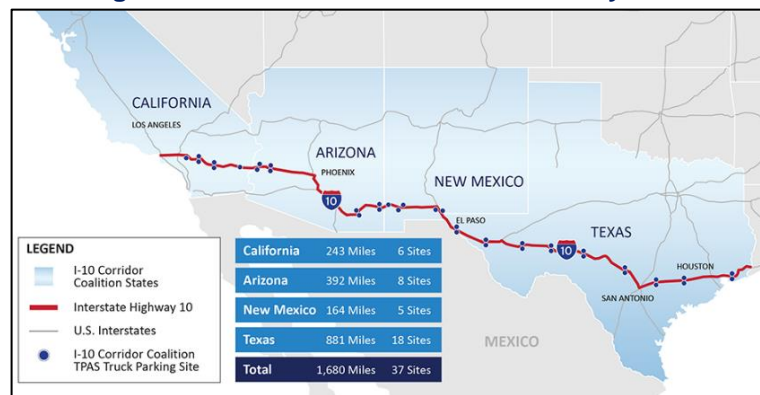 CALIFORNIA
LOS ANGELES
ARIZONA
PHOENIX
NEW MEXICO
10
EL PASO
TEXAS
10
HOUSTON
SAN ANTONIO
MEXICO
LEGEND
I-10 Corridor
Coalition States
Interstate Highway 10
U.S. Interstates
I-10 Corridor Coalition
TPAS Truck Parking Site
California 243 Miles 6 Sites
Arizona 392 Miles 8 Sites
New Mexico 164 Miles 5 Sites
Texas 881 Miles 18 Sites
Total 1,680 Miles 37 Sites